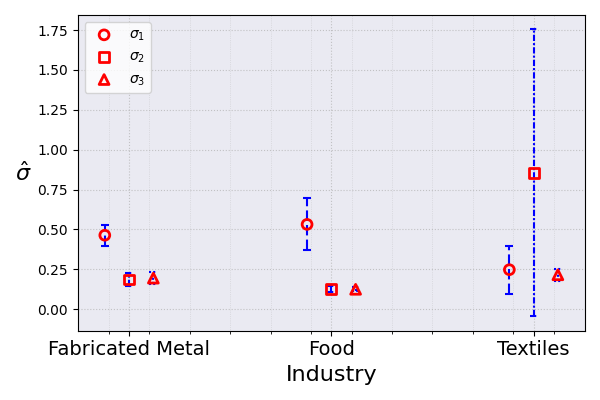 σ₁
σ₂
σ₃
1.75
1.50
1.25
1.00
0.75
0.50
0.25
0.00
σ̂
Fabricated Metal Food Textiles
Industry